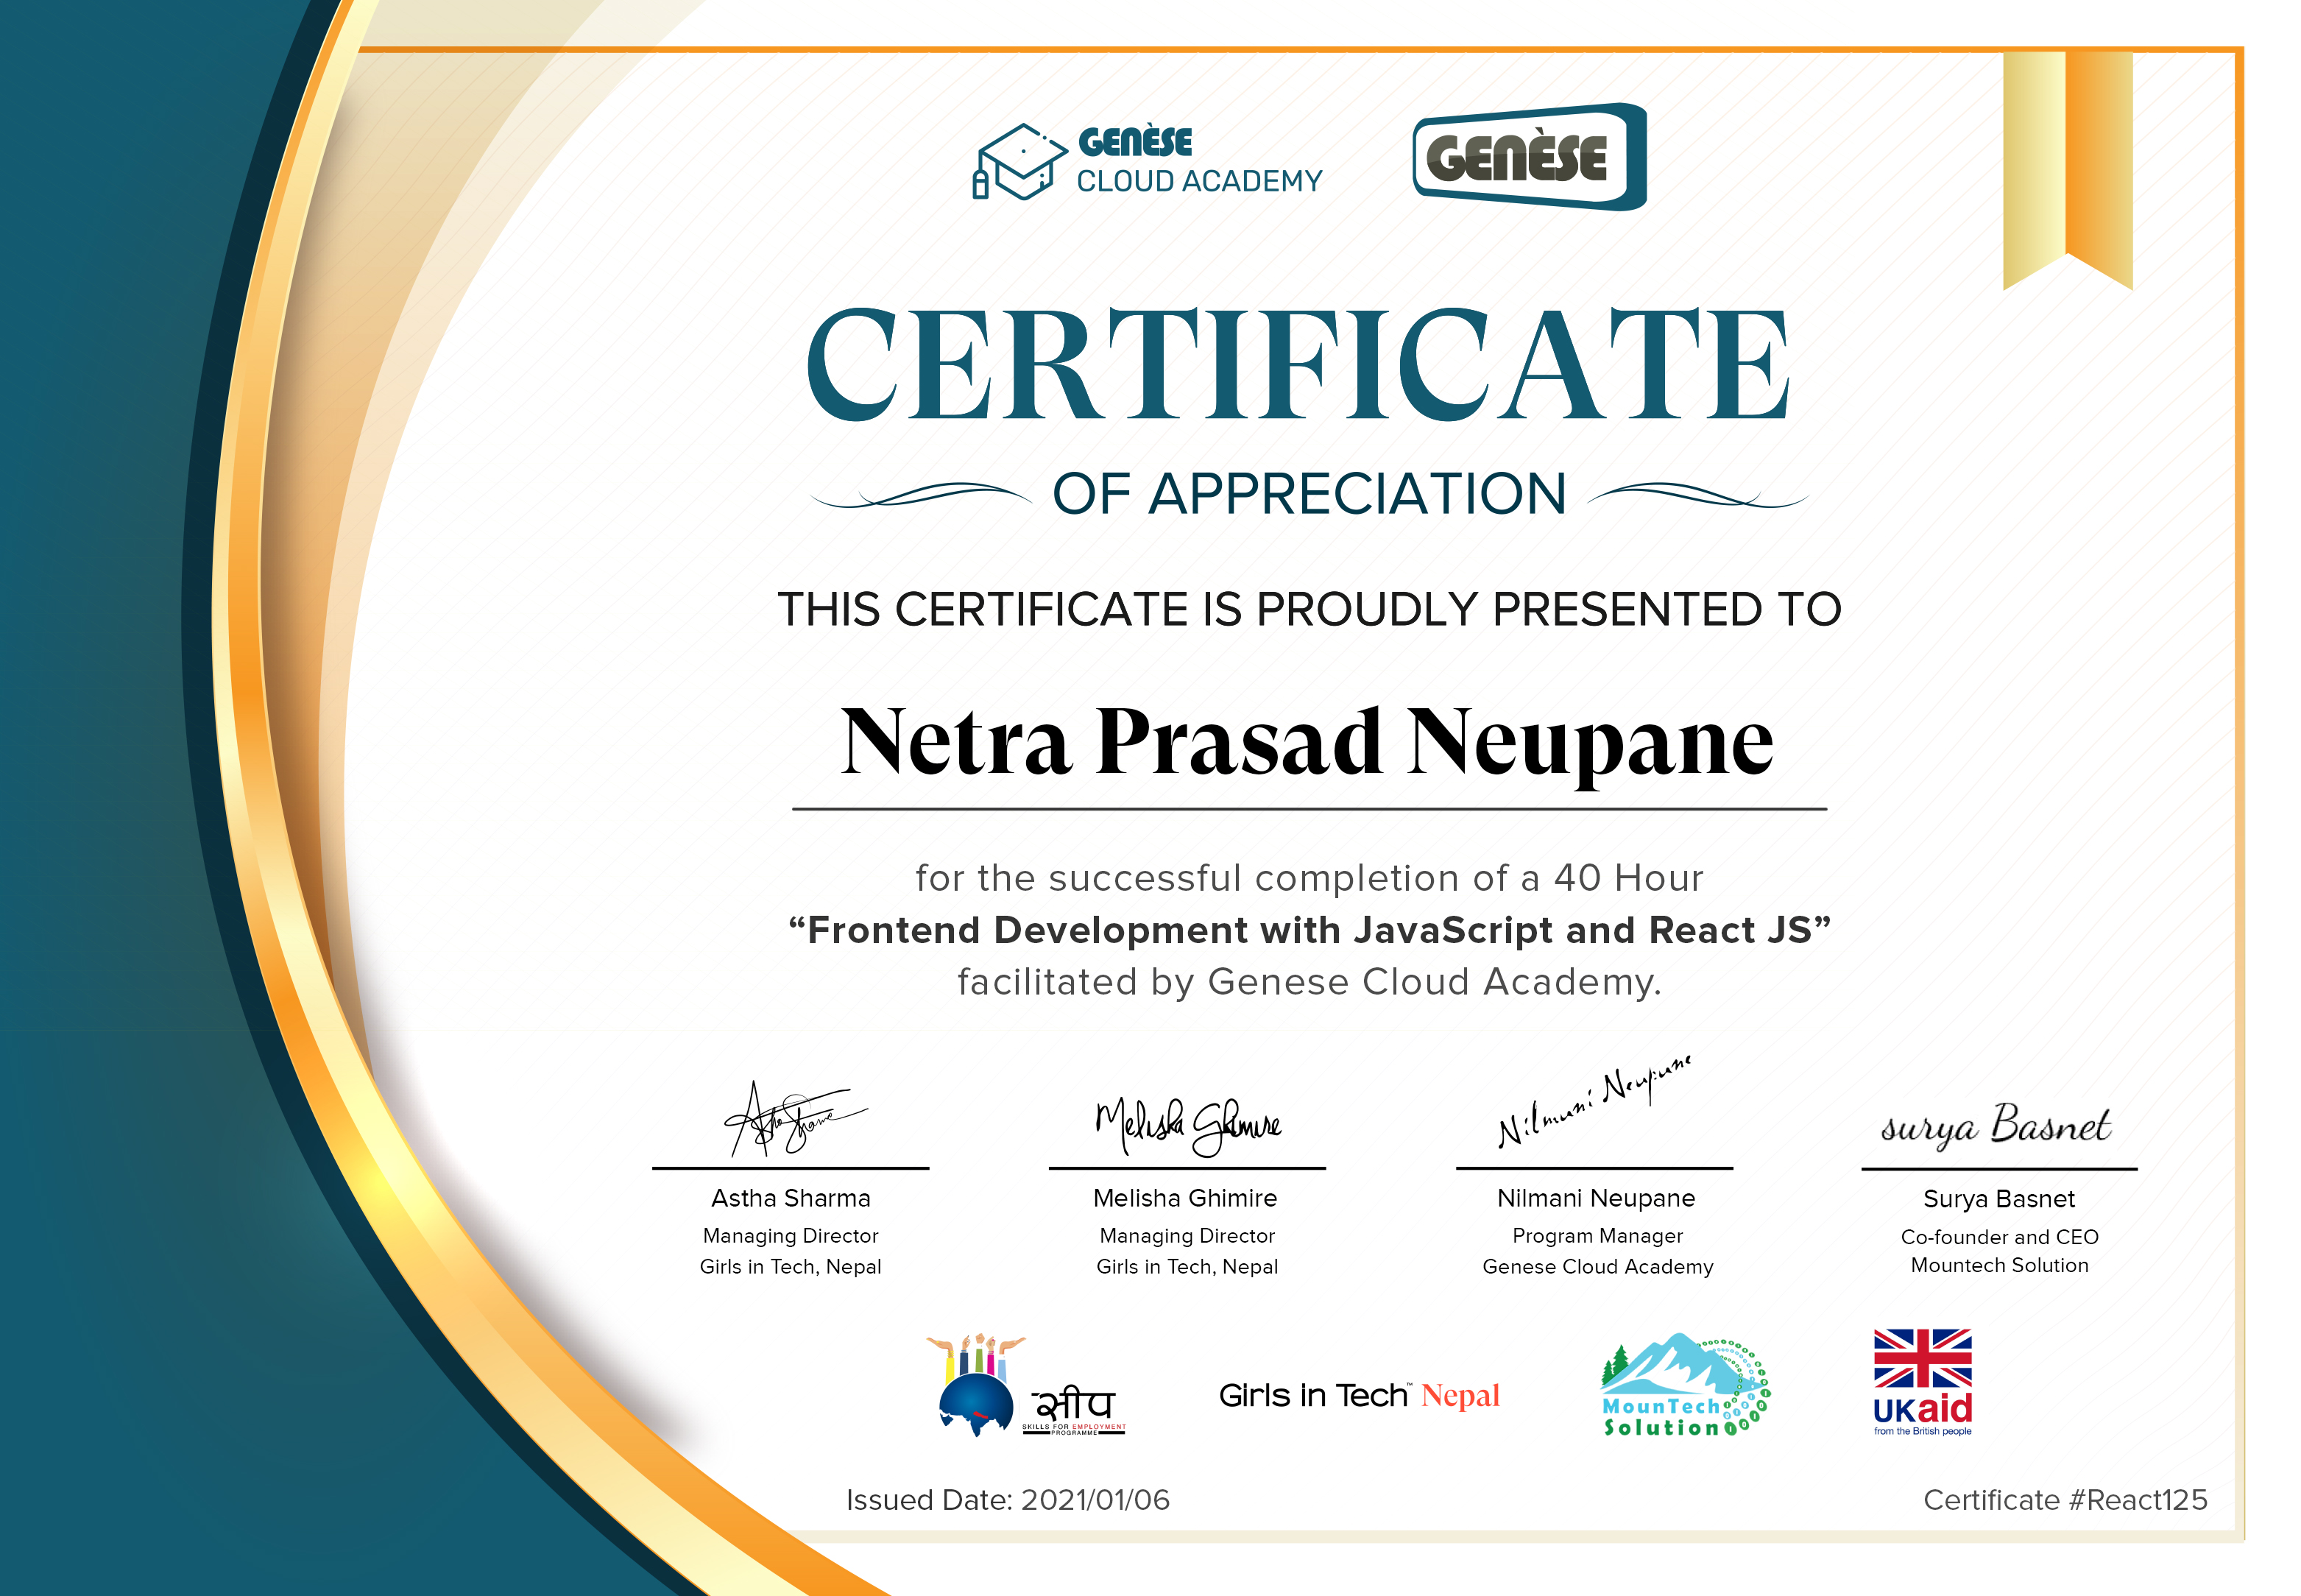 GENÈSE
CLOUD ACADEMY
GENÈSE
CERTIFICATE
OF APPRECIATION
THIS CERTIFICATE IS PROUDLY PRESENTED TO
Netra Prasad Neupane
for the successful completion of a 40 Hour
“Frontend Development with JavaScript and React JS”
facilitated by Genese Cloud Academy.
Astha Sharma
Melisha Ghimire
Nilmani Neupane
surya Basnet
Astha Sharma
Managing Director
Girls in Tech, Nepal
Melisha Ghimire
Managing Director
Girls in Tech, Nepal
Nilmani Neupane
Program Manager
Genese Cloud Academy
Surya Basnet
Co-founder and CEO
Mountech Solution
सीप
SKILLS FOR EMPLOYMENT
PROGRAMME
Girls in Tech™ Nepal
MounTech
Solution
UKaid
from the British people
Issued Date: 2021/01/06
Certificate #React125